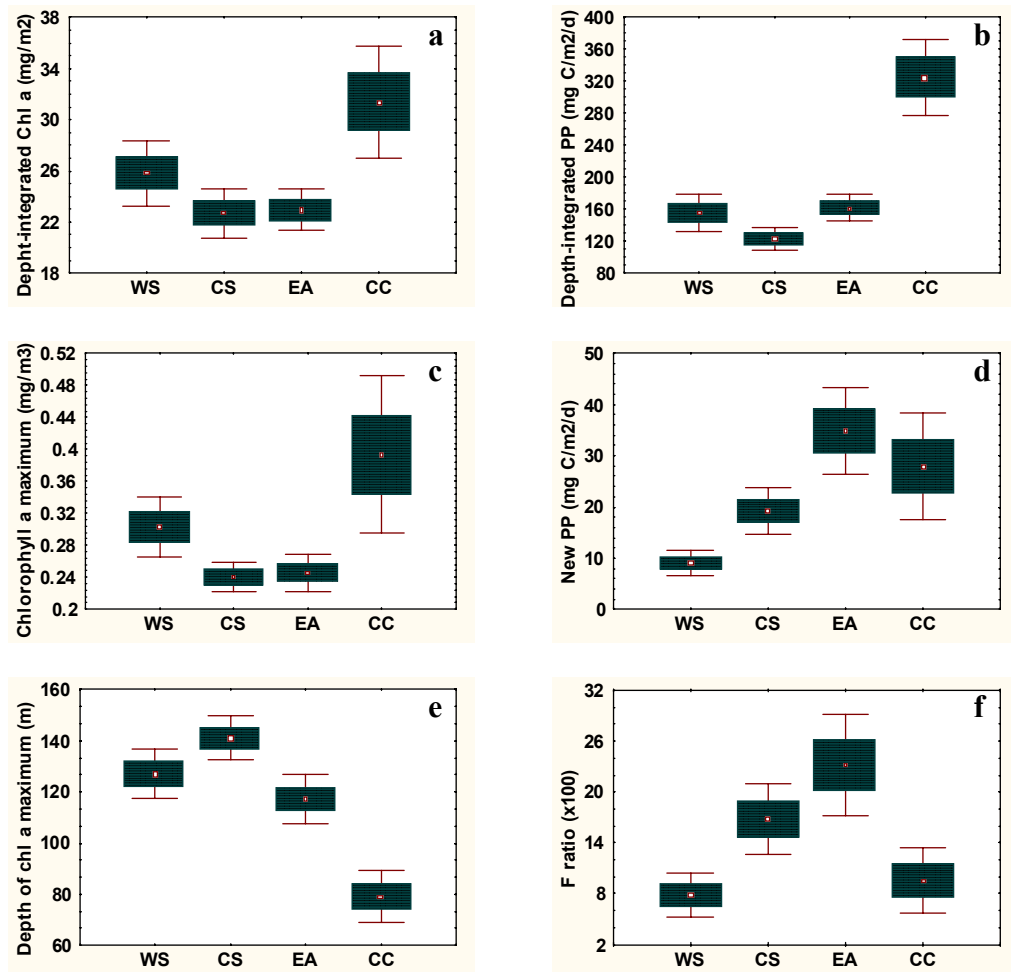 a
Depht-integrated Chl a (mg/m2)
38
34
30
26
22
18
WS CS EA CC
b
Depth-integrated PP (mg C/m2/d)
400
360
320
280
240
200
160
120
80
WS CS EA CC
c
Chlorophyll a maximum (mg/m3)
0.52
0.48
0.44
0.4
0.36
0.32
0.28
0.24
0.2
WS CS EA CC
d
New PP (mg C/m2/d)
50
40
30
20
10
0
WS CS EA CC
e
Depth of chl a maximum (m)
160
140
120
100
80
60
WS CS EA CC
f
F ratio (x100)
32
26
20
14
8
2
WS CS EA CC